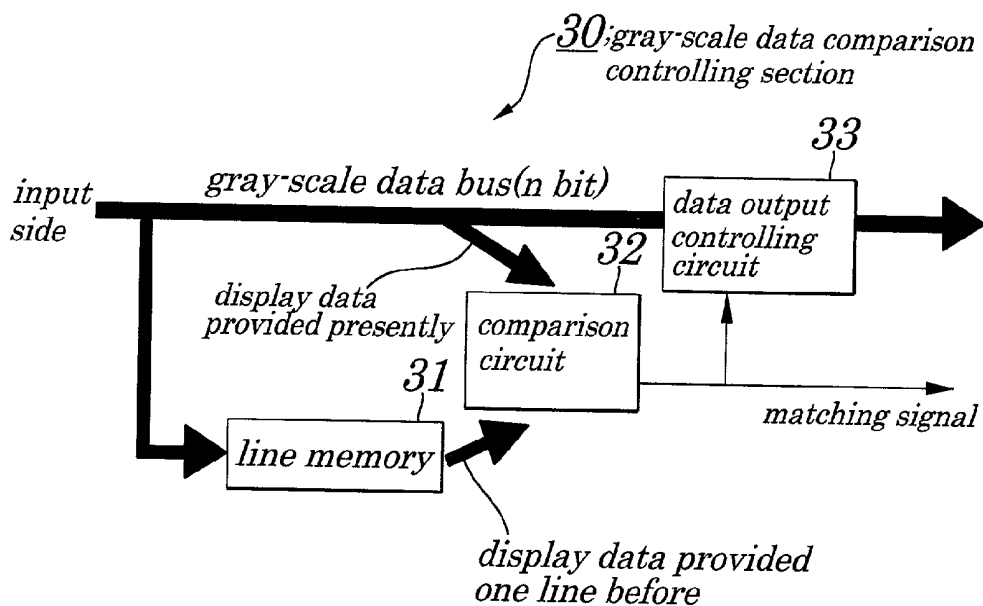 30;gray-scale data comparison
controlling section
33
input
side
gray-scale data bus(n bit)
data output
controlling
circuit
32
display data
provided presently
comparison
circuit
31
matching signal
line memory
display data provided
one line before